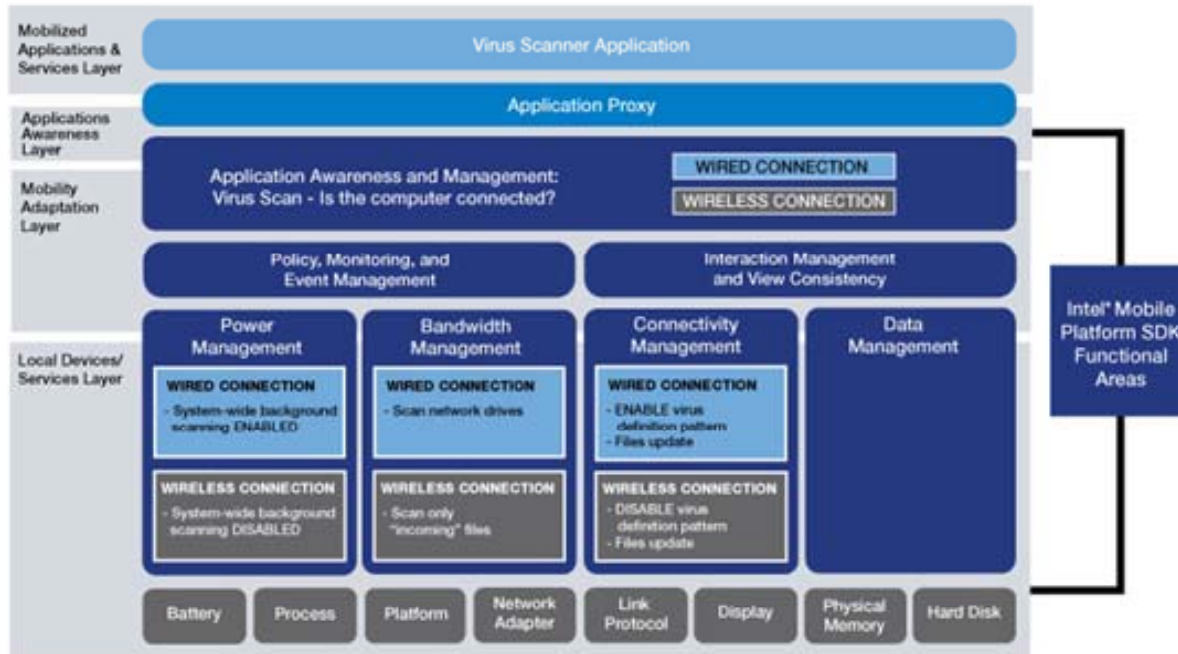 Mobilized
Applications &
Services Layer
Virus Scanner Application
Application Proxy
Applications
Awareness
Layer
Application Awareness and Management:
Virus Scan - Is the computer connected?
WIRED CONNECTION
WIRELESS CONNECTION
Mobility
Adaptation
Layer
Policy, Monitoring, and
Event Management
Interaction Management
and View Consistency
Power
Management
WIRED CONNECTION
- System-wide background
scanning ENABLED
WIRELESS CONNECTION
- System-wide background
scanning DISABLED
Bandwidth
Management
WIRED CONNECTION
- Scan network drives
WIRELESS CONNECTION
- Scan only
"incoming" files
Connectivity
Management
WIRED CONNECTION
- ENABLE virus
definition pattern
- Files update
WIRELESS CONNECTION
- DISABLE virus
definition pattern
- Files update
Data
Management
Local Devices/
Services Layer
Battery
Process
Platform
Network
Adapter
Link
Protocol
Display
Physical
Memory
Hard Disk
Intel® Mobile
Platform SDK
Functional
Areas